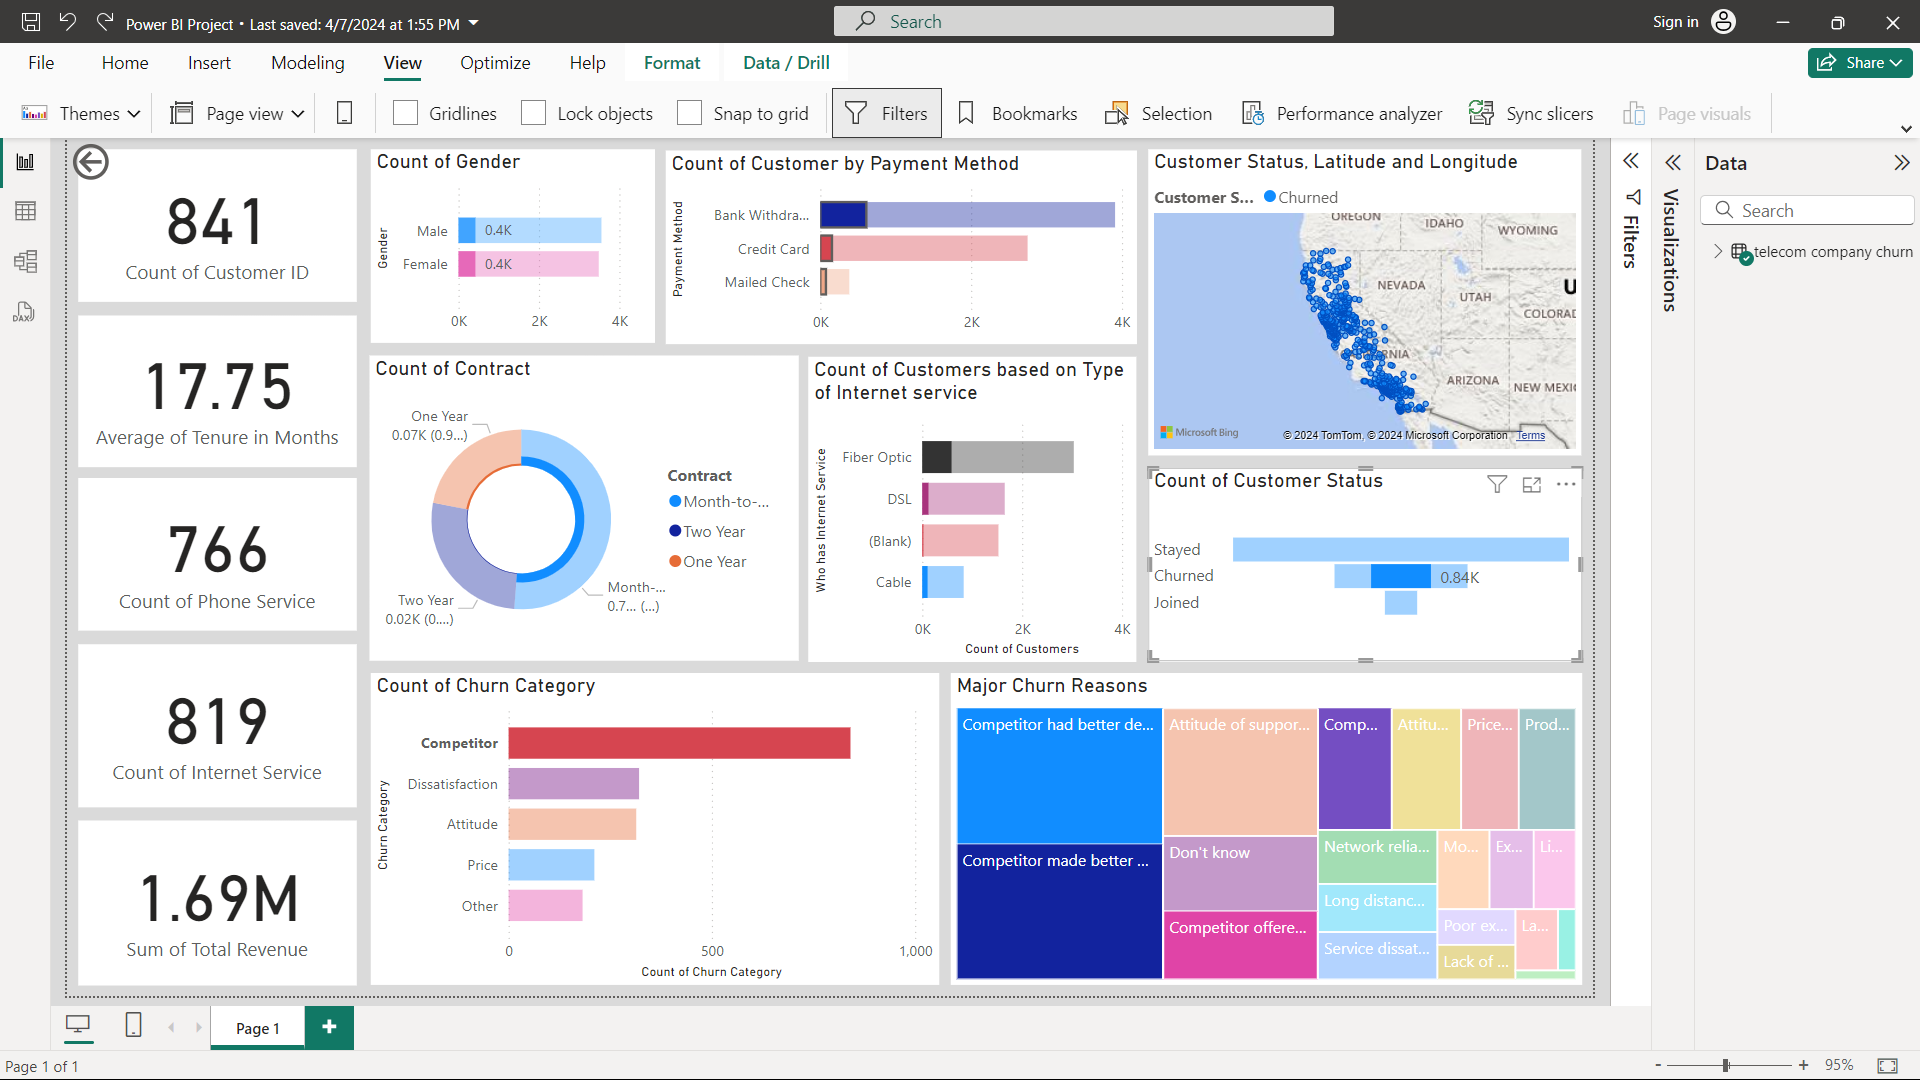 Power BI Project • Last saved: 4/7/2024 at 1:55 PM
Search
Sign in
File
Home
Insert
Modeling
View
Optimize
Help
Format
Data / Drill
Share
Themes
Page view
Gridlines
Lock objects
Snap to grid
Filters
Bookmarks
Selection
Performance analyzer
Sync slicers
Page visuals
841
Count of Customer ID
17.75
Average of Tenure in Months
766
Count of Phone Service
819
Count of Internet Service
1.69M
Sum of Total Revenue
Count of Gender
Gender
Male
0.4K
Female
0.4K
0K
2K
4K
Count of Customer by Payment Method
Payment Method
Bank Withdra...
Credit Card
Mailed Check
0K
2K
4K
Customer Status, Latitude and Longitude
Customer S...
Churned
OREGON
IDAHO
WYOMING
NEVADA
UTAH
COLORAD
RNIA
ARIZONA
NEW MEXI
U
Microsoft Bing
© 2024 TomTom, © 2024 Microsoft Corporation
Terms
Count of Contract
One Year
0.07K (0.9...)
Two Year
0.02K (0....)
Month-...
0.7... (...)
Contract
Month-to-...
Two Year
One Year
Count of Customers based on Type
of Internet service
Who has Internet Service
Fiber Optic
DSL
(Blank)
Cable
0K
2K
4K
Count of Customers
Count of Customer Status
Stayed
Churned
0.84K
Joined
Count of Churn Category
Churn Category
Competitor
Dissatisfaction
Attitude
Price
Other
0
500
1,000
Count of Churn Category
Major Churn Reasons
Competitor had better de...
Competitor made better ...
Attitude of suppor...
Don't know
Competitor offere...
Comp...
Attitu...
Price...
Prod...
Network relia...
Long distanc...
Service dissat...
Mo...
Ex...
Li...
Poor ex...
La...
Lack of ...
Filters
Visualizations
Data
Search
telecom company churn
DAX
Page 1
+
Page 1 of 1
-
+
95%